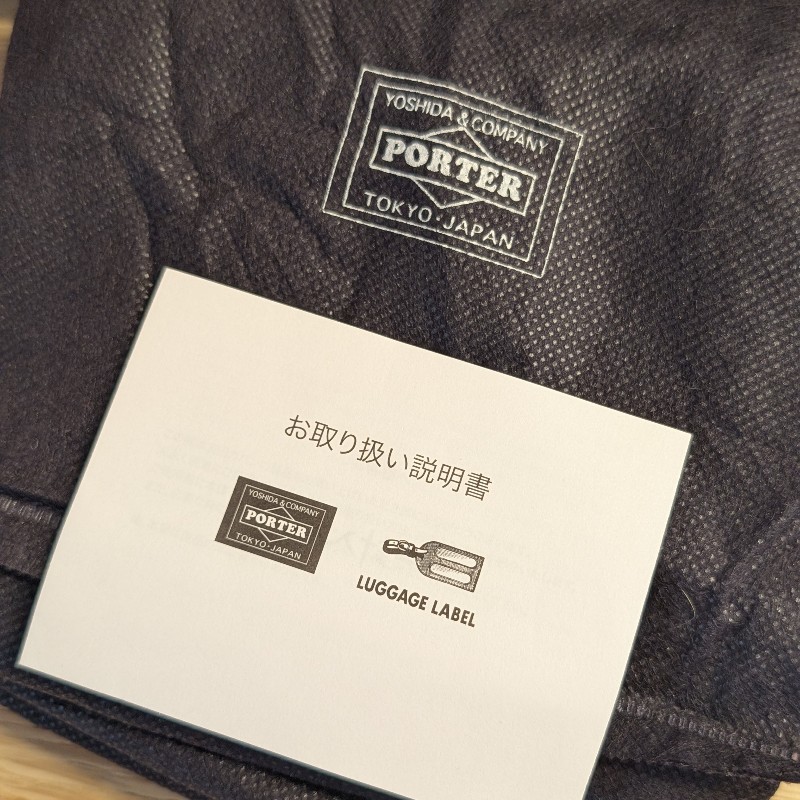 YOSHIDA & COMPANY
PORTER
TOKYO・JAPAN
お取り扱い説明書
YOSHIDA & COMPANY
PORTER
TOKYO・JAPAN
LUGGAGE LABEL